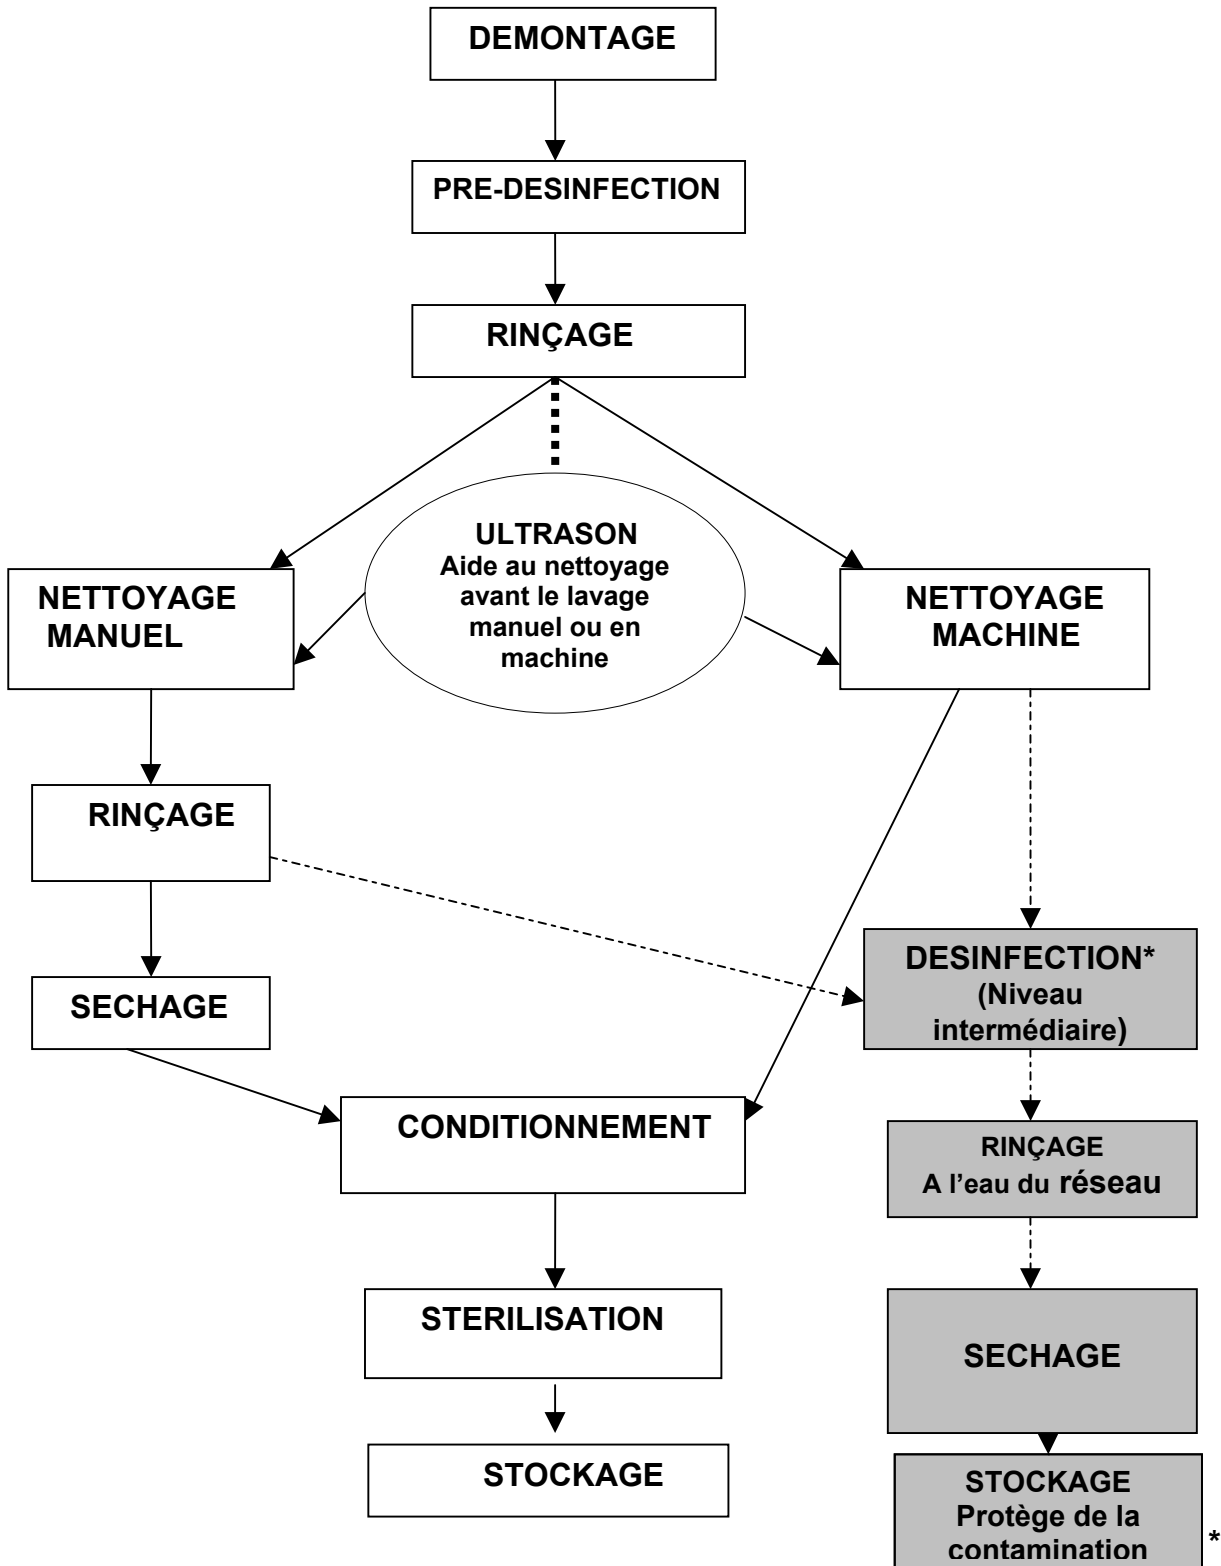 DEMONTAGE
PRE-DESINFECTION
RINÇAGE
ULTRASON
Aide au nettoyage
avant le lavage
manuel ou en
machine
NETTOYAGE
MANUEL
NETTOYAGE
MACHINE
RINÇAGE
DESINFECTION*
(Niveau
intermédiaire)
SECHAGE
CONDITIONNEMENT
RINÇAGE
A l'eau du réseau
STERILISATION
SECHAGE
STOCKAGE
STOCKAGE
Protège de la
contamination
*